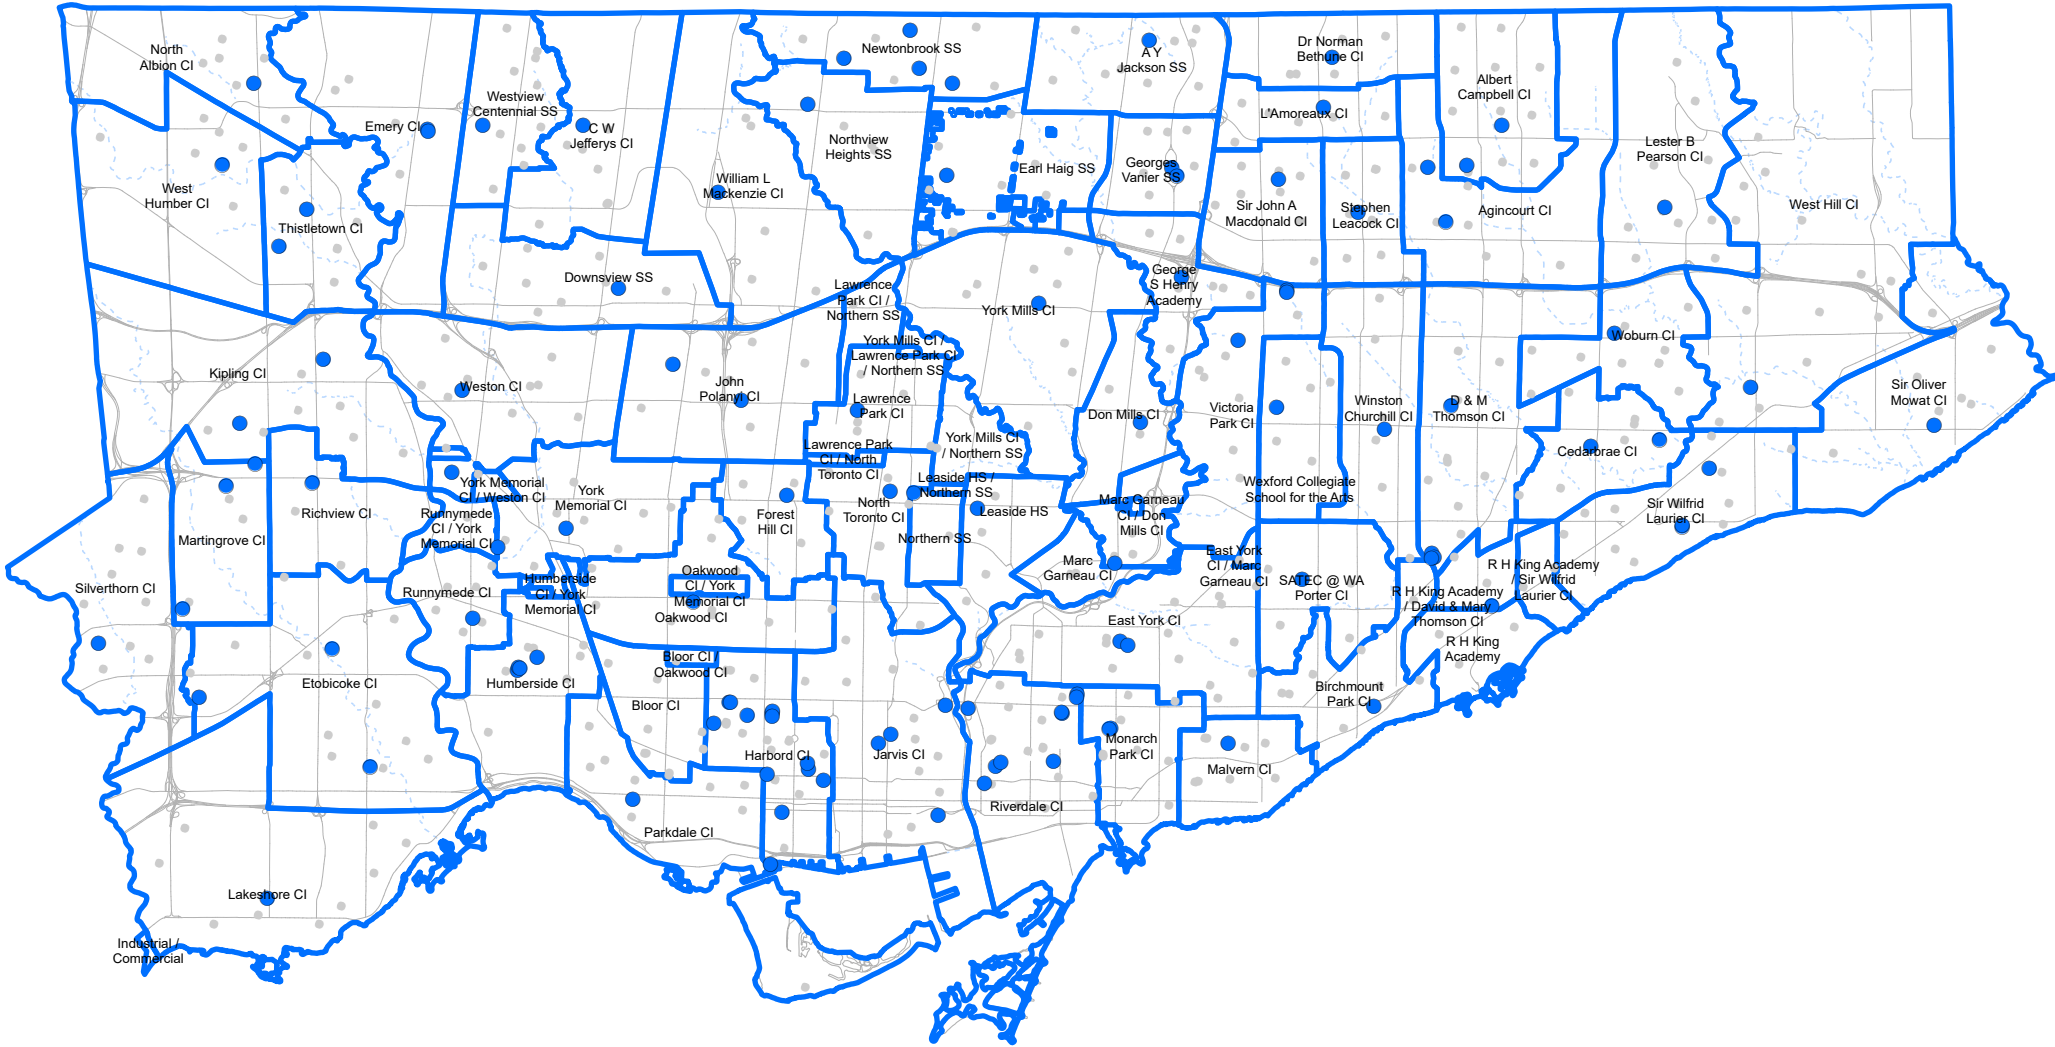 North
Albion CI
Newtonbrook SS
A Y
Jackson SS
Dr Norman
Bethune CI
Albert
Campbell CI
Westview
Centennial SS
Emery CI
C W
Jefferys CI
L'Amoreaux CI
Northview
Heights SS
Earl Haig SS
Georges
Vanier SS
Lester B
Pearson CI
West
Humber CI
Thistletown CI
William L
Mackenzie CI
Sir John A
Macdonald CI
Stephen
Leacock CI
Agincourt CI
West Hill CI
Downsview SS
Lawrence
Park CI /
Northern SS
George
S Henry
Academy
York Mills CI
York Mills CI /
Lawrence Park CI
/ Northern SS
Woburn CI
Kipling CI
Weston CI
John
Polanyi CI
Lawrence
Park CI
Don Mills CI
Victoria
Park CI
Winston
Churchill CI
D & M
Thomson CI
Sir Oliver
Mowat CI
Lawrence Park
CI / North
Toronto CI
York Mills CI
/ Northern SS
Cedarbrae CI
York Memorial
CI / Weston CI
York
Memorial CI
Leaside HS /
Northern SS
Wexford Collegiate
School for the Arts
Richview CI
Runnymede
CI / York
Memorial CI
Forest
Hill CI
North
Toronto CI
Leaside HS
Marc Garneau
CI / Don
Mills CI
Sir Wilfrid
Laurier CI
Martingrove CI
Northern SS
Marc
Garneau CI
East York
CI / Marc
Garneau CI
Silverthorn CI
Runnymede CI
Humberside
CI / York
Memorial CI
Oakwood
CI / York
Memorial CI
Oakwood CI
SATEC @ WA
Porter CI
R H King Academy
/ David & Mary
Thomson CI
R H King Academy
/ Sir Wilfrid
Laurier CI
East York CI
R H King
Academy
Etobicoke CI
Humberside CI
Bloor CI /
Oakwood CI
Bloor CI
Birchmount
Park CI
Harbord CI
Jarvis CI
Monarch
Park CI
Malvern CI
Riverdale CI
Parkdale CI
Lakeshore CI
Industrial /
Commercial